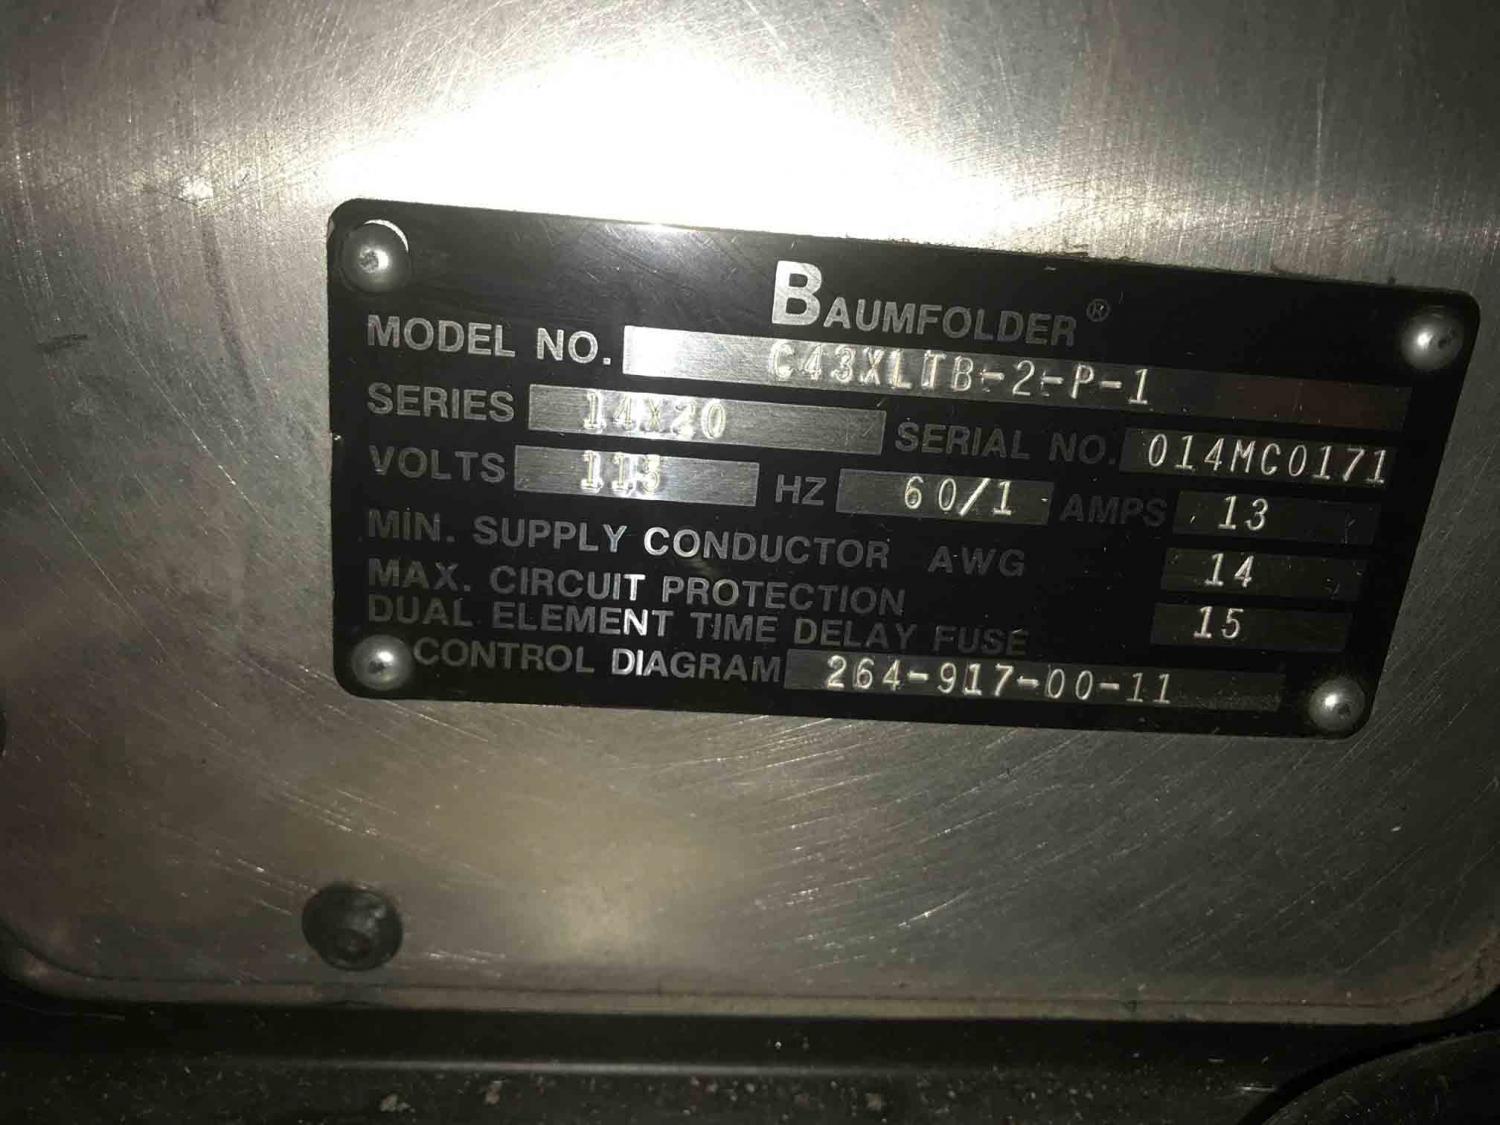 BAUMFOLDER®
MODEL NO. C43XLTB-2-P-1
SERIES 14X20 SERIAL NO. 014MC0171
VOLTS 115 HZ 60/1 AMPS 13
MIN. SUPPLY CONDUCTOR AWG 14
MAX. CIRCUIT PROTECTION
DUAL ELEMENT TIME DELAY FUSE 15
CONTROL DIAGRAM 264-917-00-11